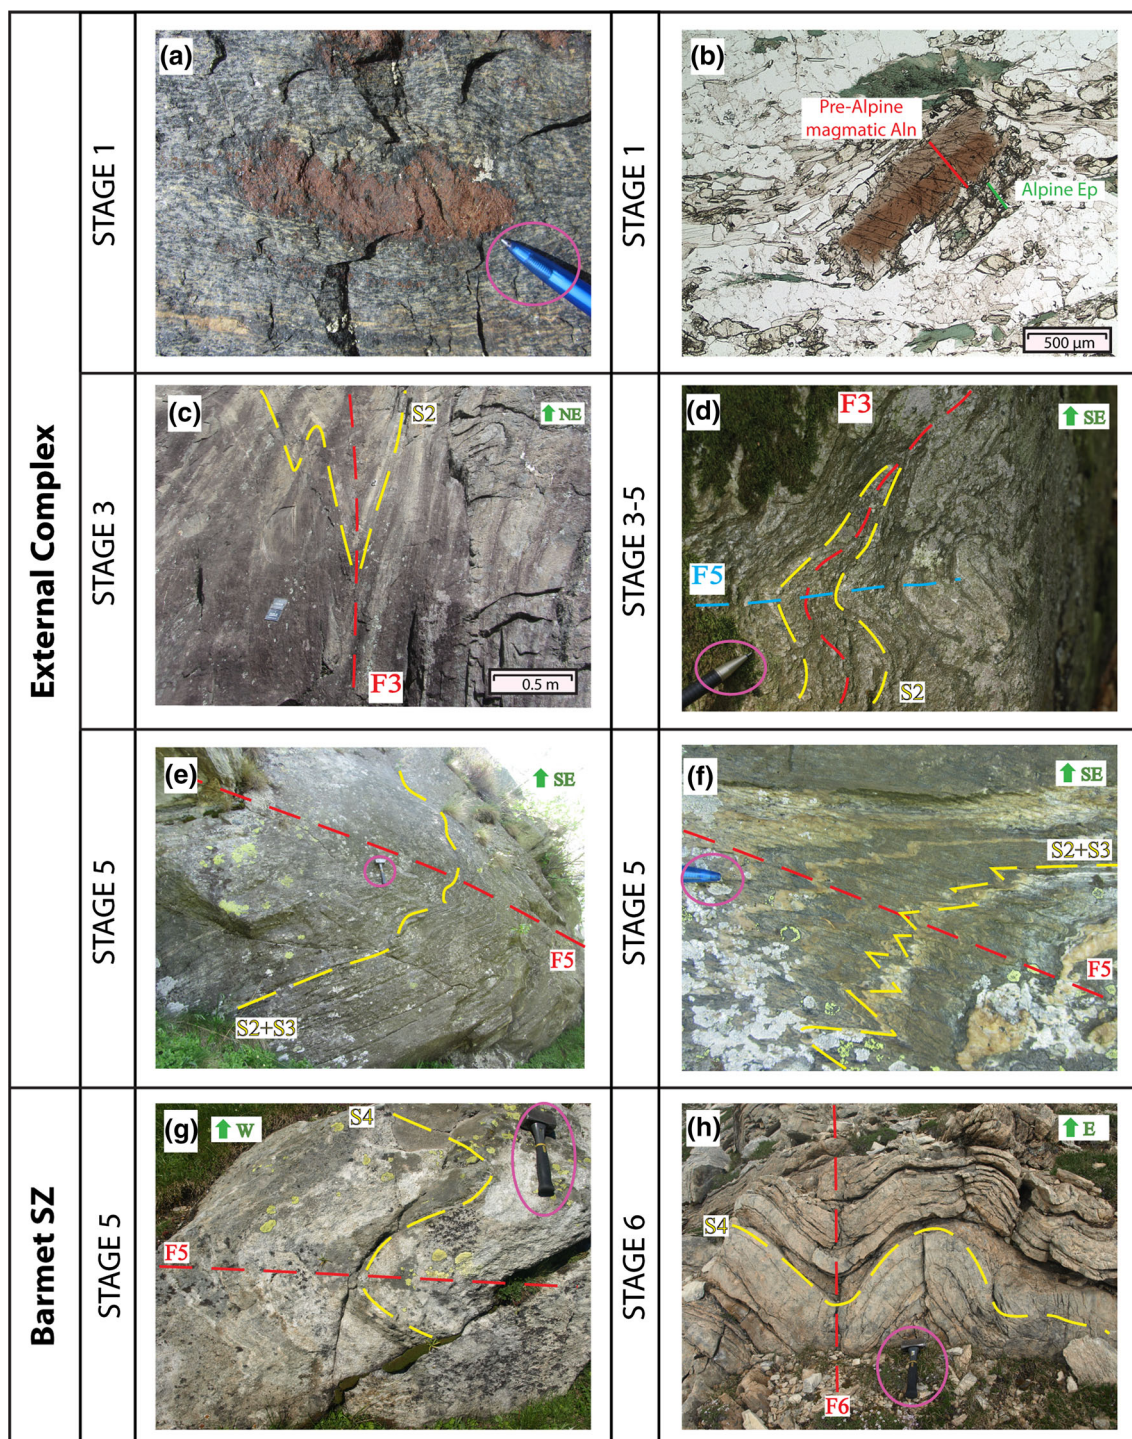 External Complex
STAGE 1
(a)
STAGE 1
(b)
Pre-Alpine
magmatic Aln
Alpine Ep
500 µm
STAGE 3
(c)
S2
NE
F3
0.5 m
STAGE 3-5
(d)
F3
SE
F5
S2
STAGE 5
(e)
SE
F5
S2+S3
STAGE 5
(f)
SE
S2+S3
F5
Barmet SZ
STAGE 5
(g)
W
S4
F5
STAGE 6
(h)
E
S4
F6